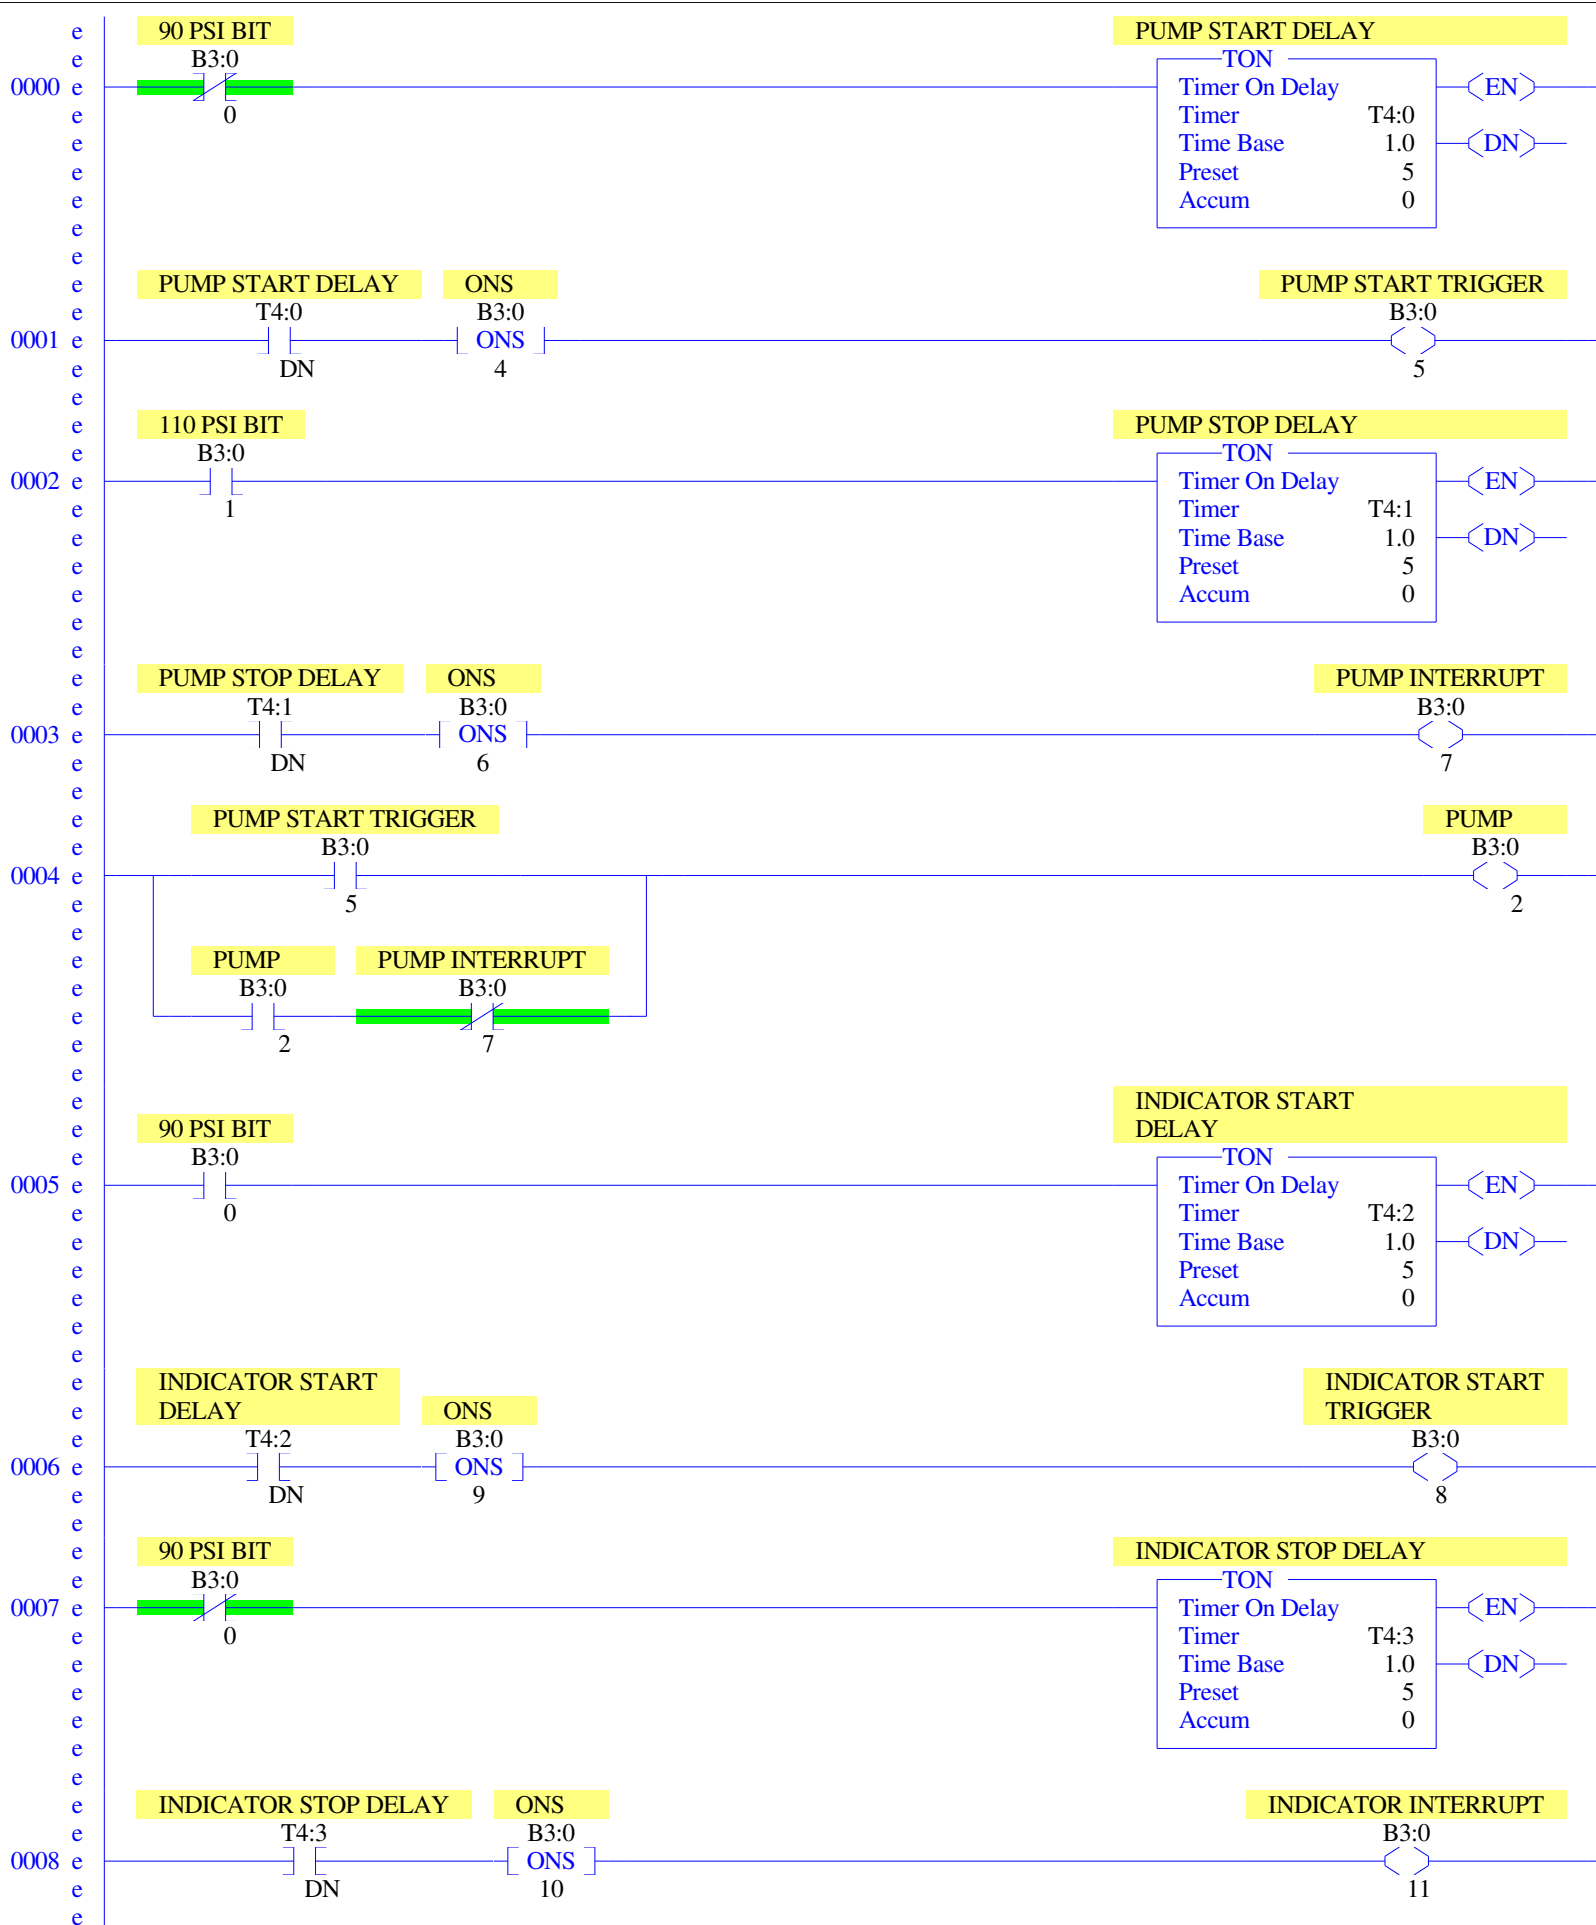 e
90 PSI BIT PUMP START DELAY
e B3:0 TON
0000 e Timer On Delay EN
e 0 Timer T4:0
e Time Base 1.0 DN
e Preset 5
e Accum 0
e
e
e PUMP START DELAY ONS PUMP START TRIGGER
e T4:0 B3:0 B3:0
0001 e ONS
e DN 4 5
e
e 110 PSI BIT PUMP STOP DELAY
e B3:0 TON
0002 e Timer On Delay EN
e 1 Timer T4:1
e Time Base 1.0 DN
e Preset 5
e Accum 0
e
e
e PUMP STOP DELAY ONS PUMP INTERRUPT
e T4:1 B3:0 B3:0
0003 e ONS
e DN 6 7
e
e PUMP START TRIGGER PUMP
e B3:0 B3:0
0004 e
e 5 2
e
e PUMP PUMP INTERRUPT
e B3:0 B3:0
e
e 2 7
e
e INDICATOR START
e 90 PSI BIT DELAY
e B3:0 TON
0005 e Timer On Delay EN
e 0 Timer T4:2
e Time Base 1.0 DN
e Preset 5
e Accum 0
e
e
e INDICATOR START INDICATOR START
e DELAY ONS TRIGGER
e T4:2 B3:0 B3:0
0006 e ONS
e DN 9 8
e
e 90 PSI BIT INDICATOR STOP DELAY
e B3:0 TON
0007 e Timer On Delay EN
e 0 Timer T4:3
e Time Base 1.0 DN
e Preset 5
e Accum 0
e
e
e INDICATOR STOP DELAY ONS INDICATOR INTERRUPT
e T4:3 B3:0 B3:0
0008 e ONS
e DN 10 11
e